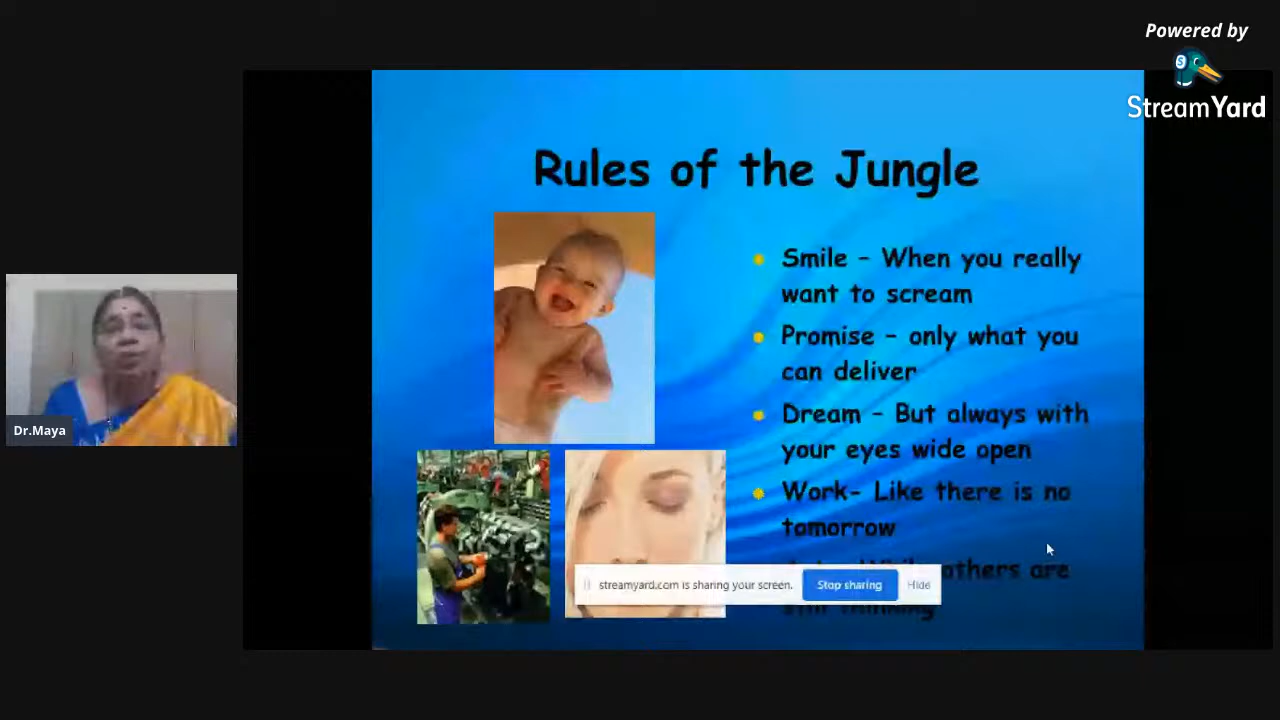 Powered by
StreamYard
Rules of the Jungle
Smile - When you really
want to scream
Promise - only what you
can deliver
Dream - But always with
your eyes wide open
Work- Like there is no
tomorrow
others are
still thinking
streamyard.com is sharing your screen.
Stop sharing
Hide
Dr.Maya